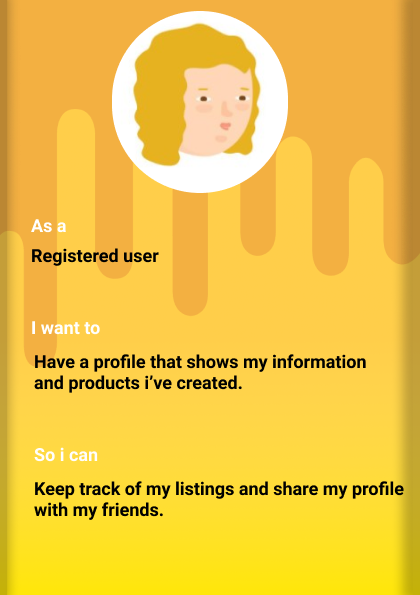 As a
Registered user
I want to
Have a profile that shows my information
and products i've created.
So i can
Keep track of my listings and share my profile
with my friends.